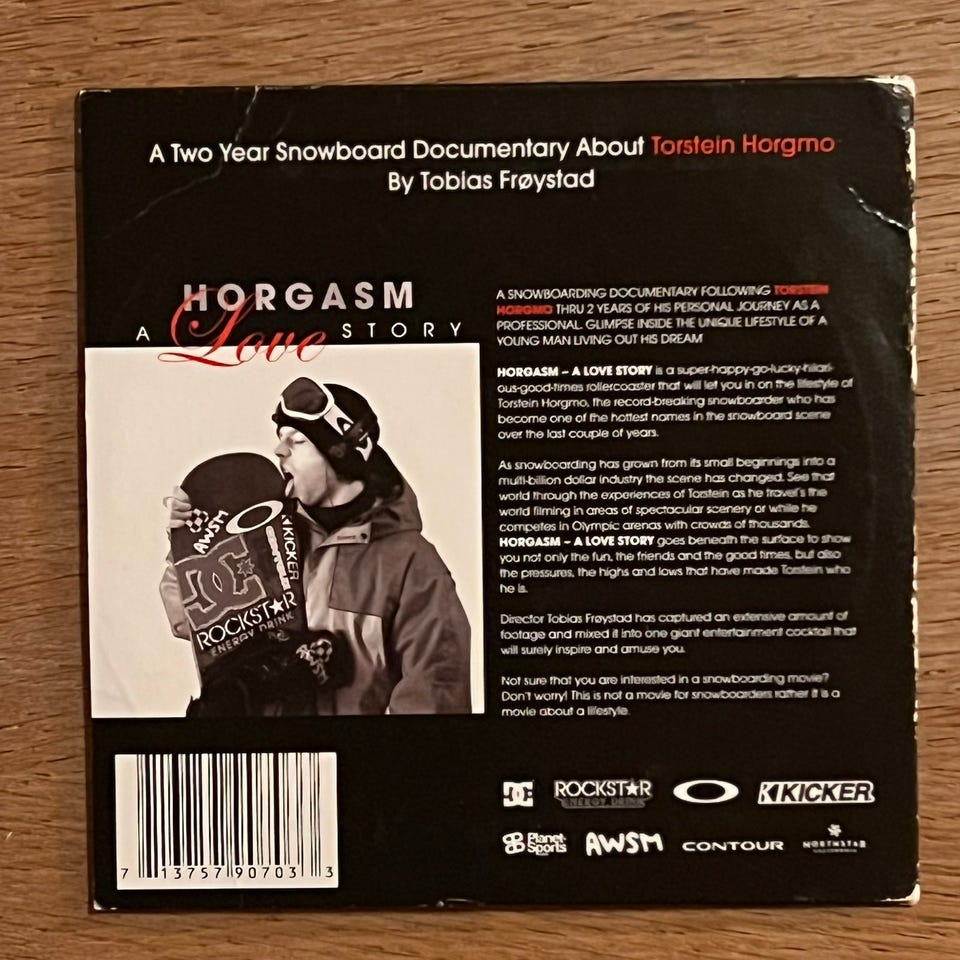 A Two Year Snowboard Documentary About Torstein Horgmo
By Tobias Frøystad
HORGASM
A Love STORY
A SNOWBOARDING DOCUMENTARY FOLLOWING TORSTEIN
HORGMO THRU 2 YEARS OF HIS PERSONAL JOURNEY AS A
PROFESSIONAL. GLIMPSE INSIDE THE UNIQUE LIFESTYLE OF A
YOUNG MAN LIVING OUT HIS DREAM
HORGASM – A LOVE STORY is a super-happy-go-lucky-hilari-
ous-good-times rollercoaster that will let you in on the lifestyle of
Torstein Horgmo, the record-breaking snowboarder who has
become one of the hottest names in the snowboard scene
over the last couple of years.
As snowboarding has grown from its small beginnings into a
multi-billion dollar industry the scene has changed. See that
world through the experiences of Torstein as he travel's the
world filming in areas of spectacular scenery or while he
competes in Olympic arenas with crowds of thousands.
HORGASM – A LOVE STORY goes beneath the surface to show
you not only the fun, the friends and the good times, but also
the pressures, the highs and lows that have made Torstein who
he is.
Director Tobias Frøystad has captured an extensive amount of
footage and mixed it into one giant entertainment cocktail that
will surely inspire and amuse you.
Not sure that you are interested in a snowboarding movie?
Don't worry! This is not a movie for snowboarders rather it is a
movie about a lifestyle.
AWSM
KICKER
DC
ROCKSTAR
ENERGY DRINK
7 13757 90703 3
DC
ROCKSTAR
ENERGY DRINK
KICKER
Planet-
Sports
AWSM
CONTOUR
NORTHSTAR